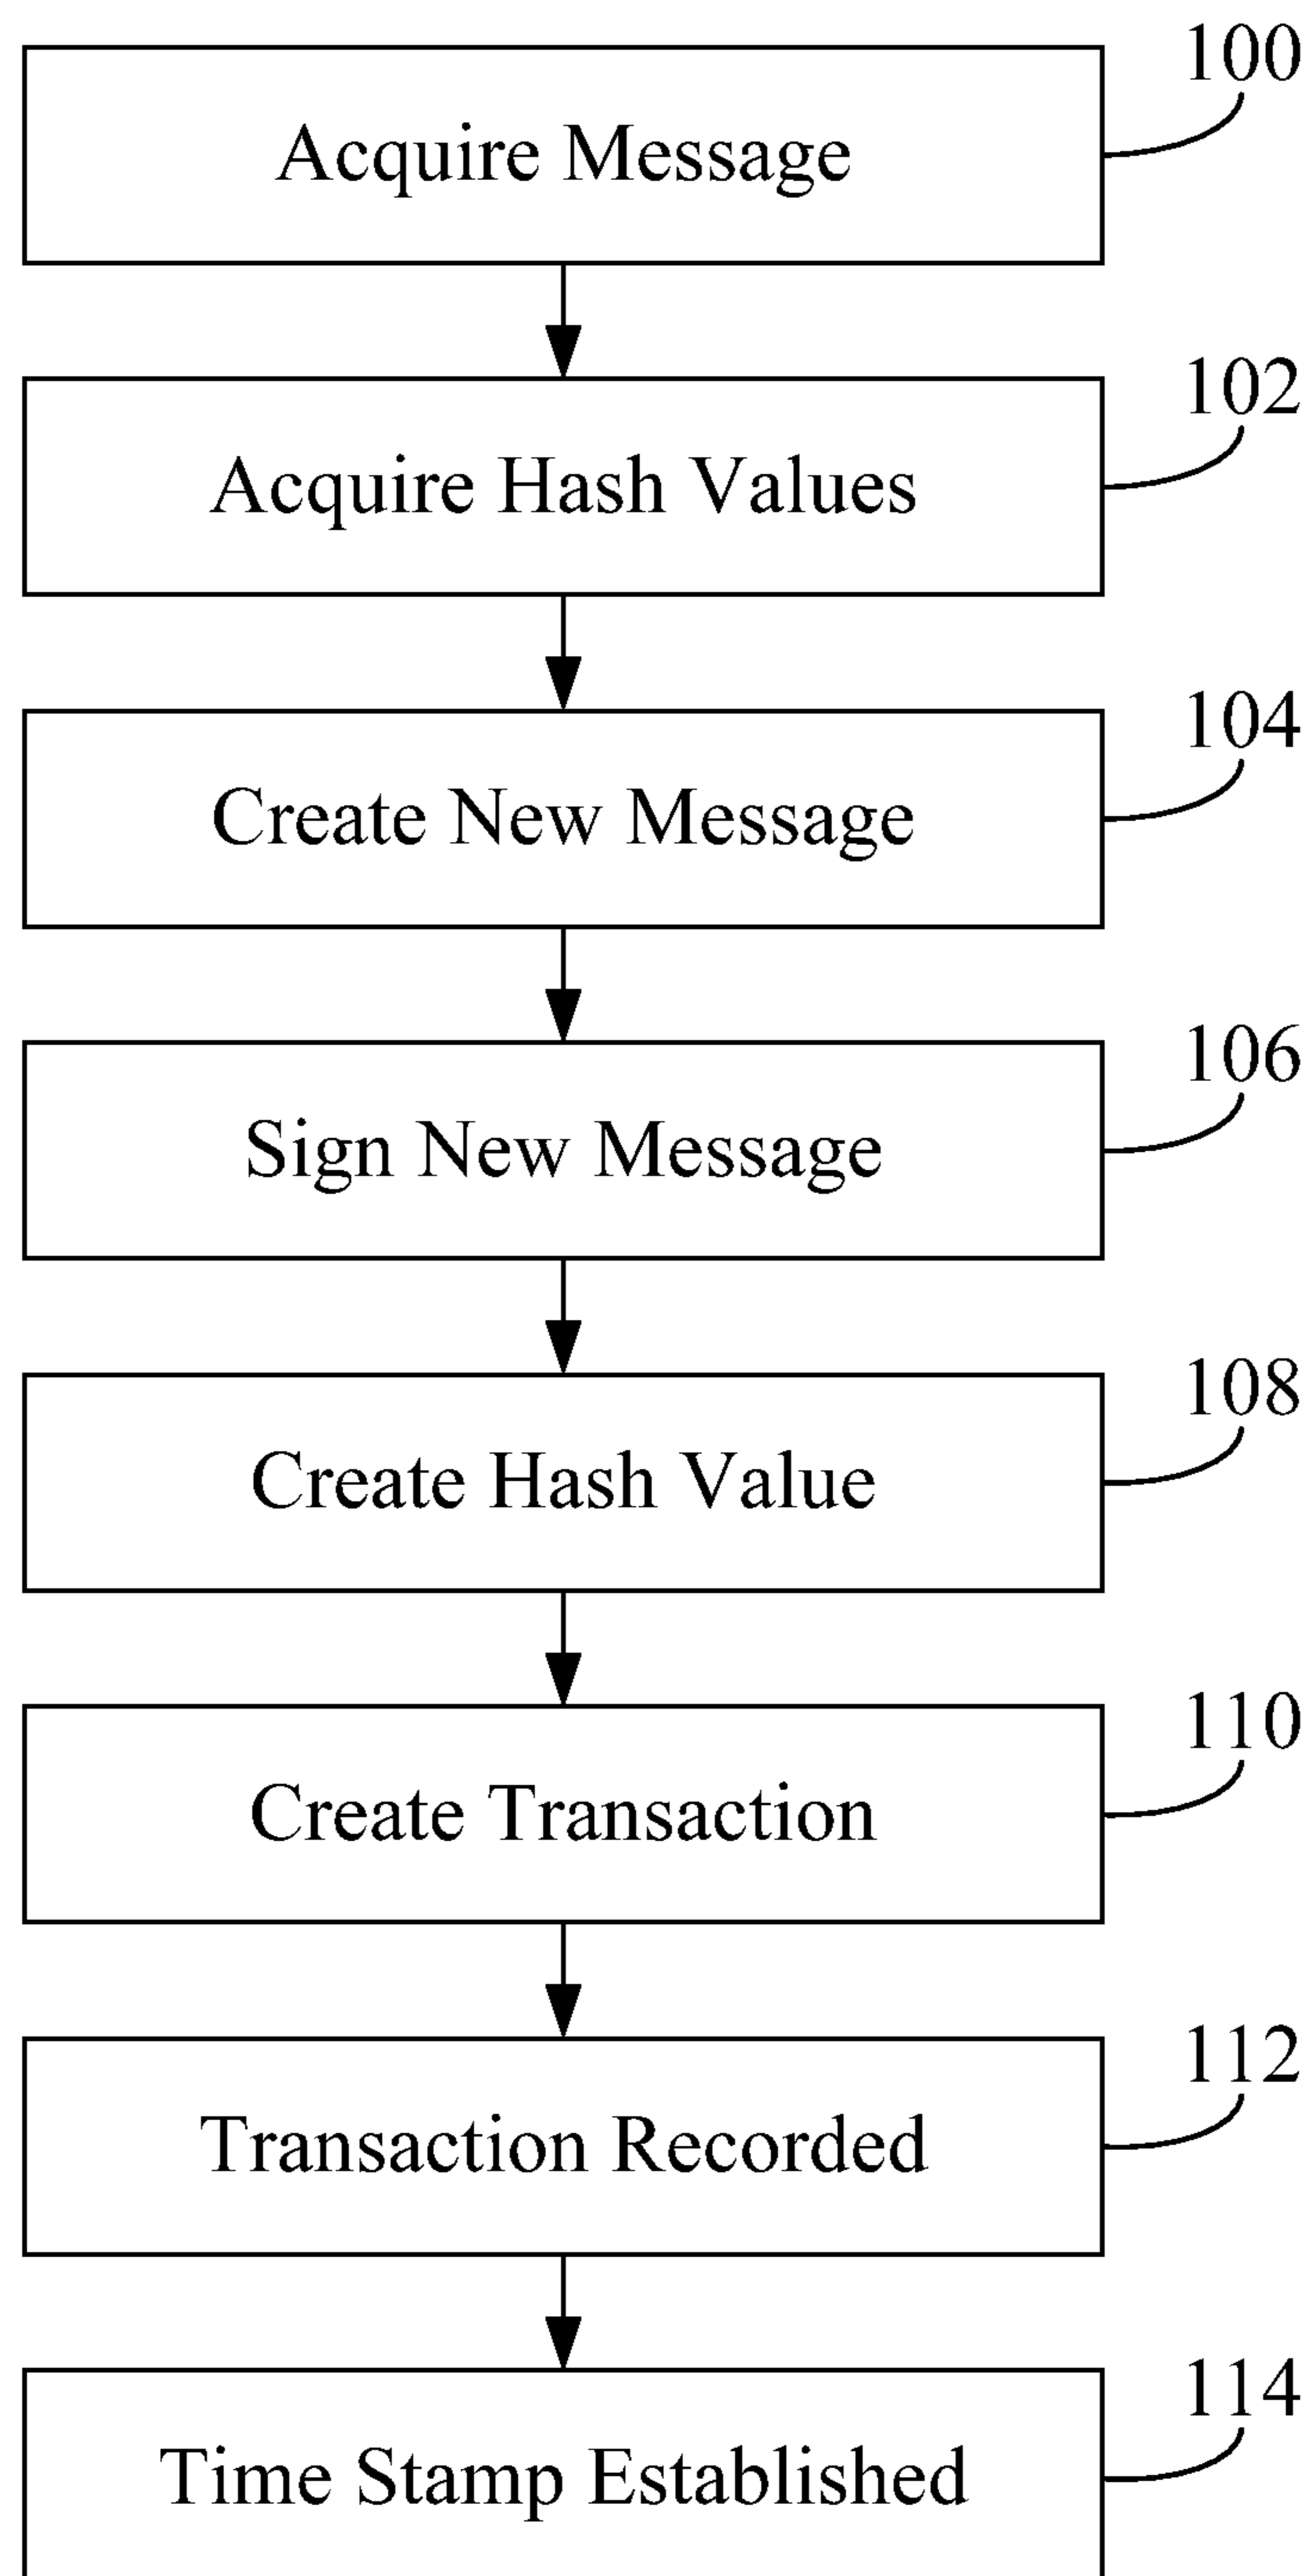 100
Acquire Message
102
Acquire Hash Values
104
Create New Message
106
Sign New Message
108
Create Hash Value
110
Create Transaction
112
Transaction Recorded
114
Time Stamp Established